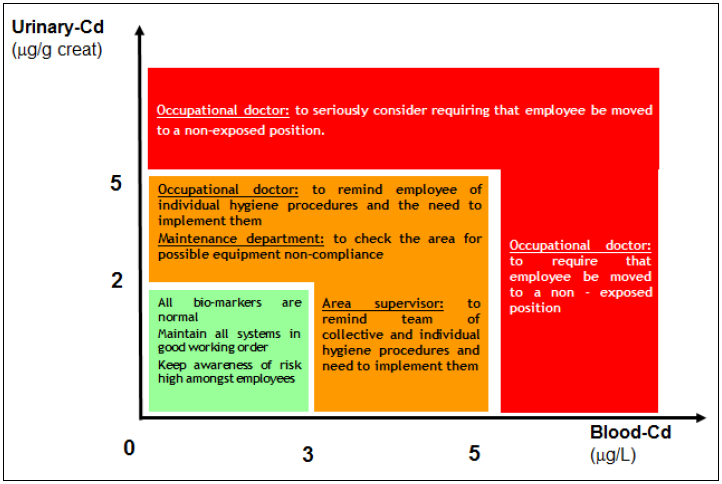 Urinary-Cd
(µg/g creat)
Occupational doctor: to seriously consider requiring that employee be moved
to a non-exposed position.
5
Occupational doctor: to remind employee of
individual hygiene procedures and the need to
implement them
Maintenance department: to check the area for
possible equipment non-compliance
Occupational doctor:
to require that
employee be moved
to a non - exposed
position
2
All bio-markers are
normal
Maintain all systems in
good working order
Keep awareness of risk
high amongst employees
Area supervisor: to
remind team of
collective and individual
hygiene procedures and
need to implement them
0
3
5
Blood-Cd
(µg/L)